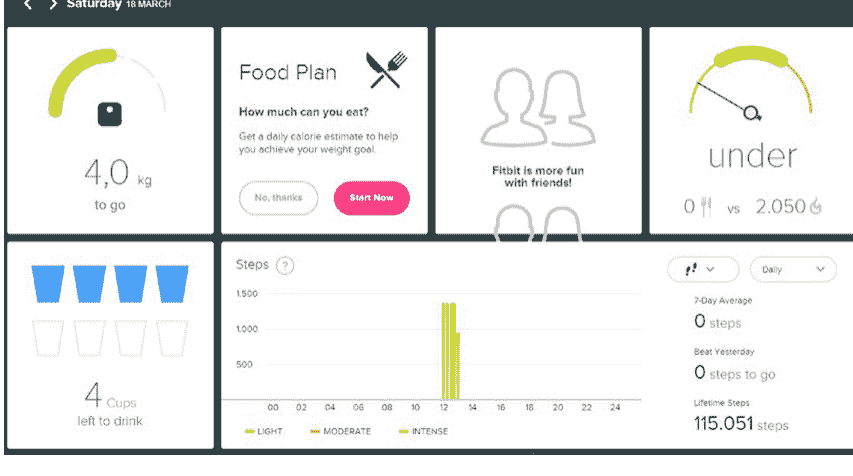 Saturday 18 MARCH
4,0 kg
to go
Food Plan
How much can you eat?
Get a daily calorie estimate to help
you achieve your weight goal.
No, thanks
Start Now
Fitbit is more fun
with friends!
under
0 vs 2.050
4 Cups
left to drink
Steps ?
1.500
1.000
500
00 02 04 06 08 10 12 14 16 18 20 22 24
LIGHT MODERATE INTENSE
Daily
7-Day Average
0 steps
Beat Yesterday
0 steps to go
Lifetime Steps
115.051 steps